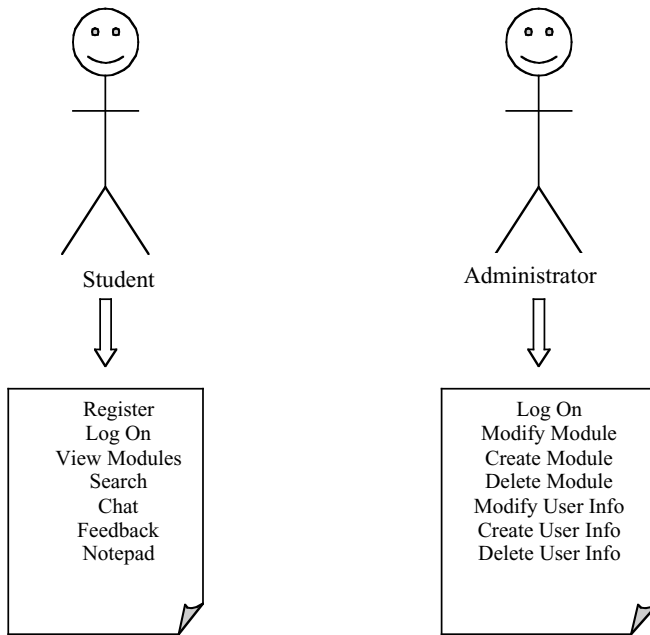 Student
Register
Log On
View Modules
Search
Chat
Feedback
Notepad
Administrator
Log On
Modify Module
Create Module
Delete Module
Modify User Info
Create User Info
Delete User Info